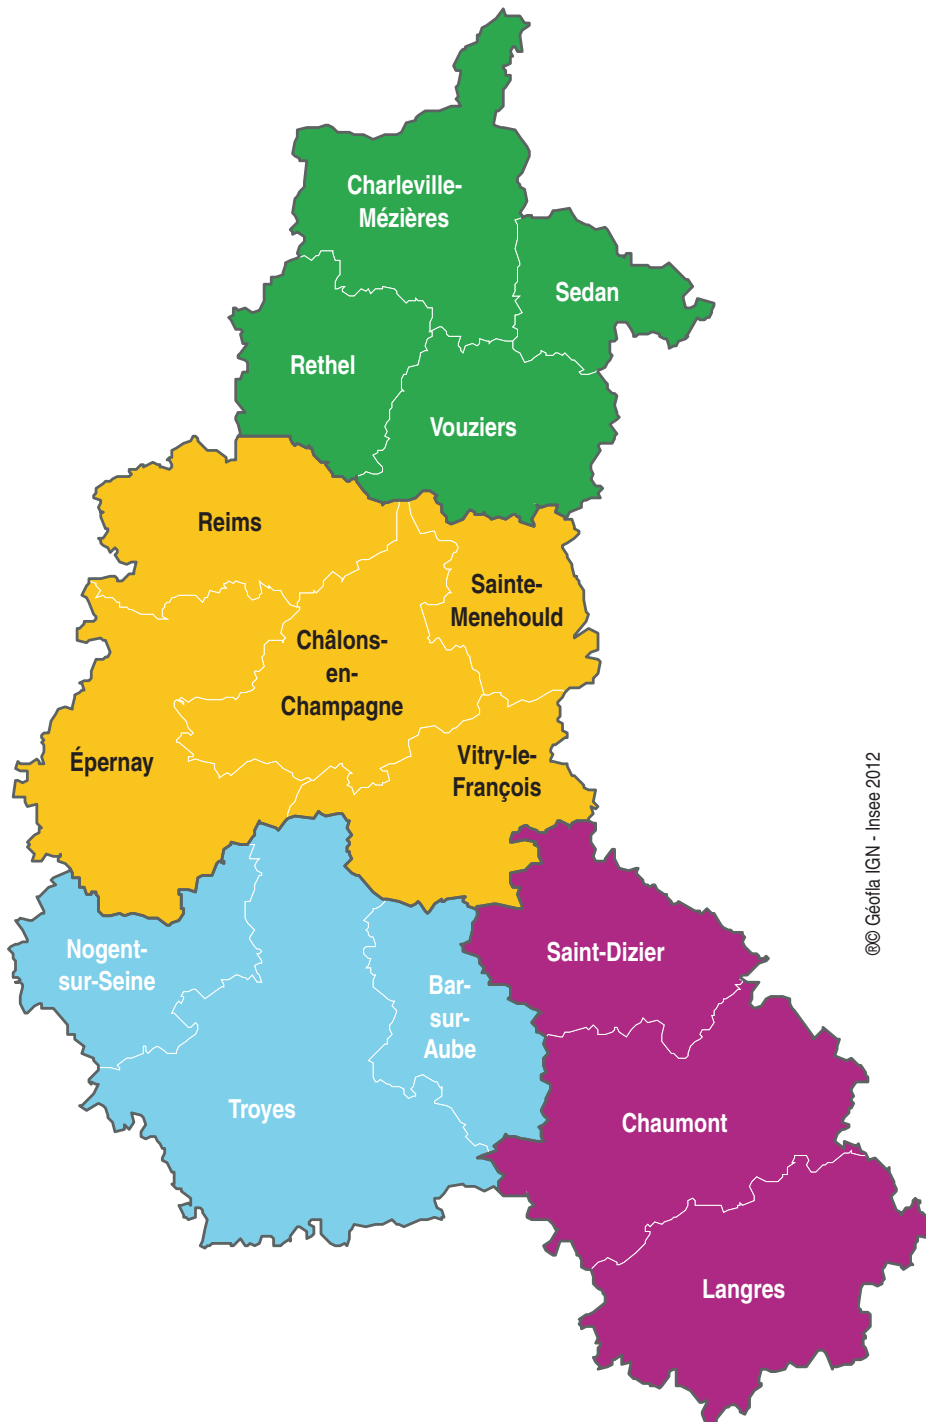 Charleville-
Mézières
Sedan
Rethel
Vouziers
Reims
Sainte-
Menehould
Châlons-
en-
Champagne
Épernay
Vitry-le-
François
®© Géofla IGN - Insee 2012
Nogent-
sur-Seine
Saint-Dizier
Bar-
sur-
Aube
Troyes
Chaumont
Langres